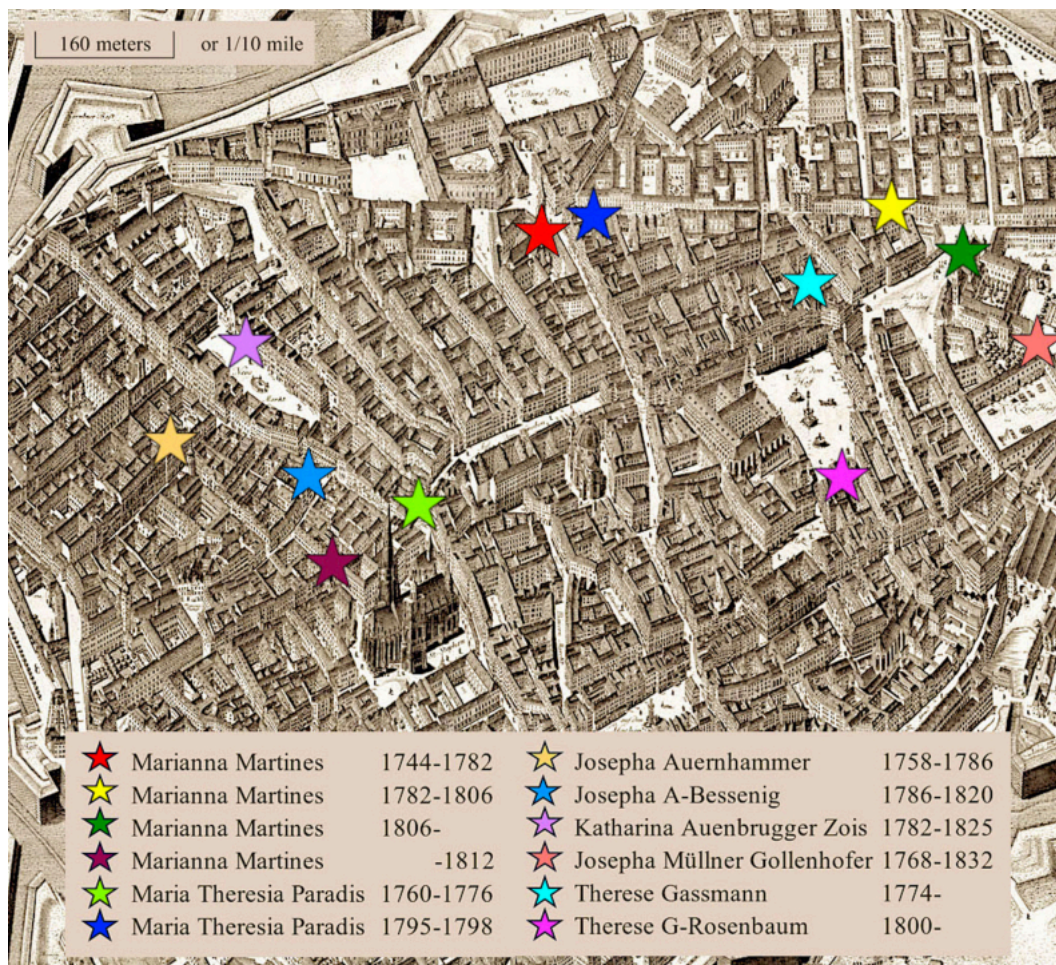 160 meters or 1/10 mile
Marianna Martines 1744-1782
Marianna Martines 1782-1806
Marianna Martines 1806-
Marianna Martines -1812
Maria Theresia Paradis 1760-1776
Maria Theresia Paradis 1795-1798
Josepha Auernhammer 1758-1786
Josepha A-Bessenig 1786-1820
Katharina Auenbrugger Zois 1782-1825
Josepha Müllner Gollenhofer 1768-1832
Therese Gassmann 1774-
Therese G-Rosenbaum 1800-